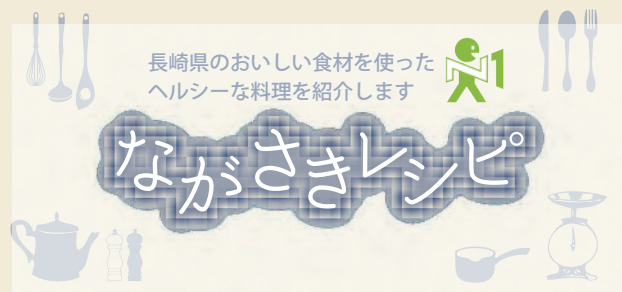 長崎県のおいしい食材を使った
ヘルシーな料理を紹介します
N1
ながさきレシピ